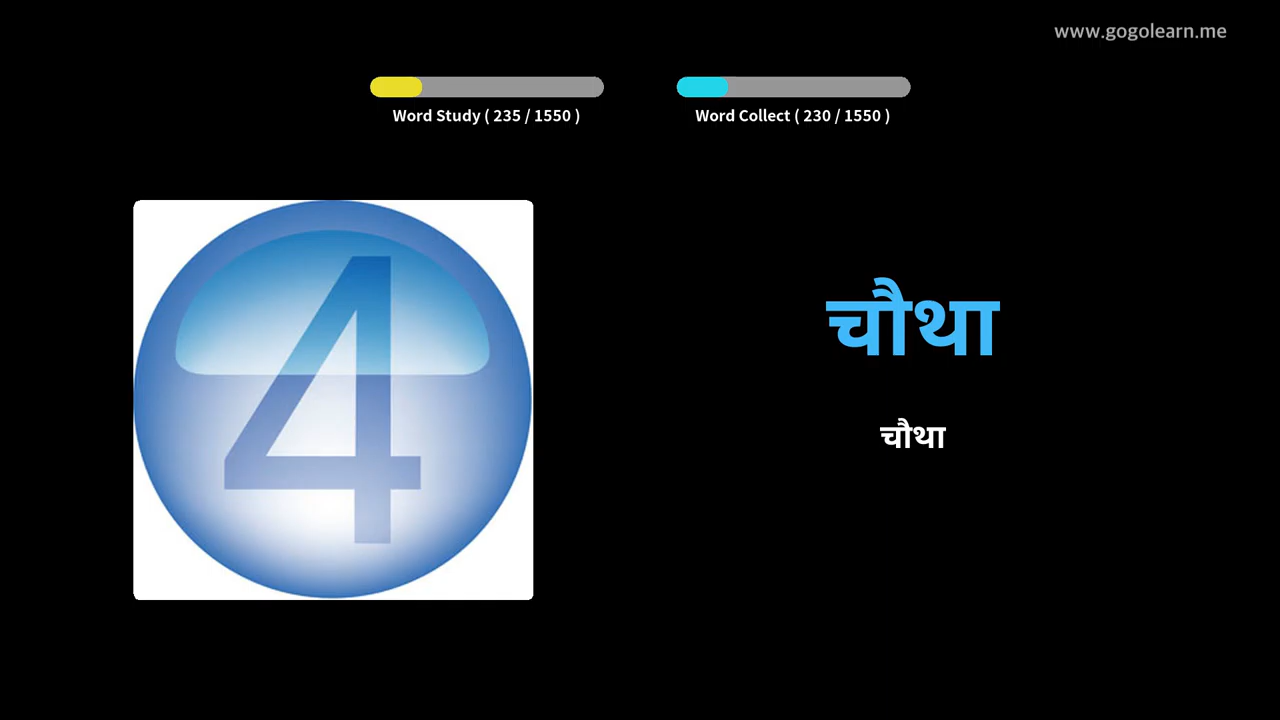 www.gogolearn.me
Word Study ( 235 / 1550 )
Word Collect ( 230 / 1550 )
4
चौथा
चौथा